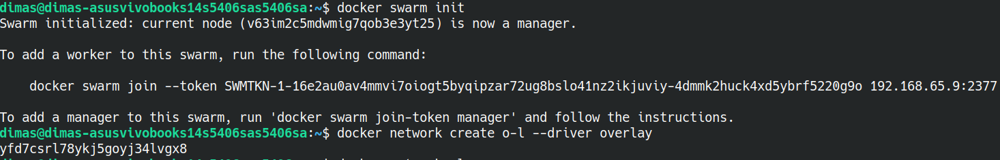 dimas@dimas-asusvivobooks14s5406sas5406sa:~$ docker swarm init
Swarm initialized: current node (v63im2c5mdwmig7qob3e3yt25) is now a manager.
To add a worker to this swarm, run the following command:
docker swarm join --token SWMTKN-1-16e2au0av4mmvi7oiogt5byqipzar72ug8bslo41nz2ikjuviy-4dmmk2huck4xd5ybrf5220g9o 192.168.65.9:2377
To add a manager to this swarm, run 'docker swarm join-token manager' and follow the instructions.
dimas@dimas-asusvivobooks14s5406sas5406sa:~$ docker network create o-l --driver overlay
yfd7csrl78ykj5goyj34lvgx8